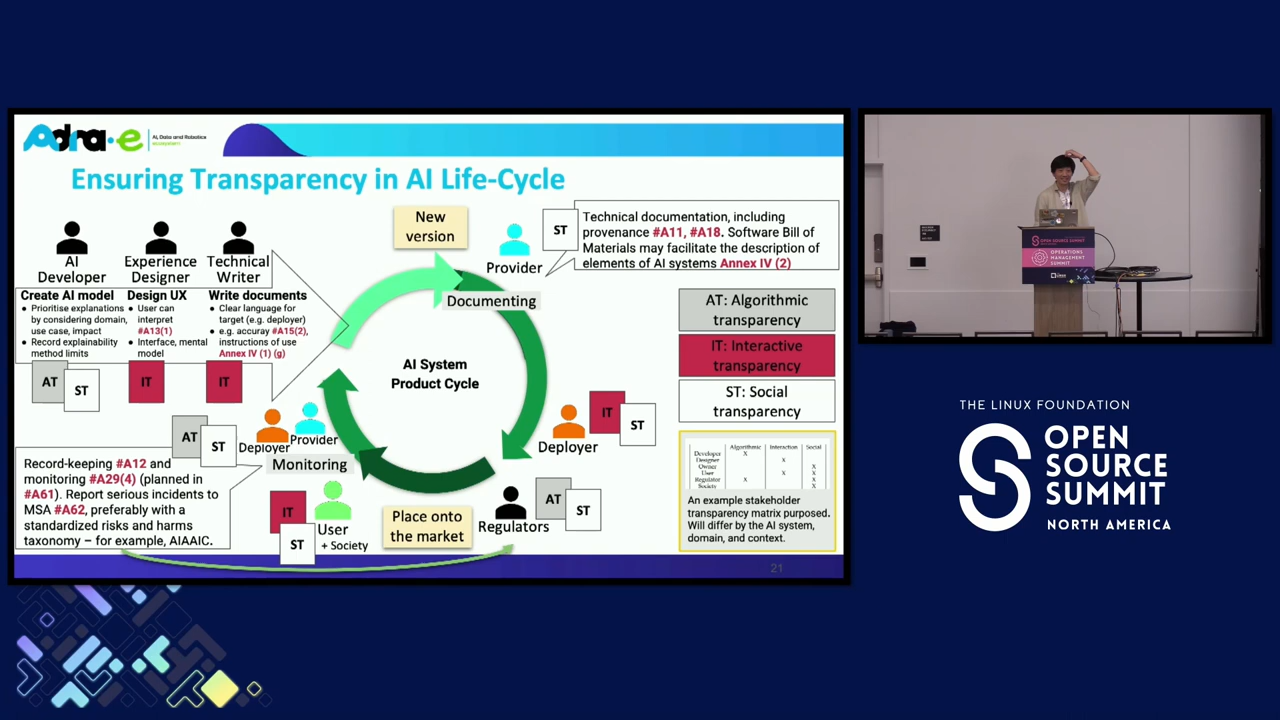 Adra-e
AI, Data and Robotics
ecosystem
Ensuring Transparency in AI Life-Cycle
AI
Developer
Experience
Designer
Technical
Writer
Create AI model
• Prioritise explanations
by considering domain,
use case, impact
• Record explainability
method limits
Design UX
• User can
interpret
#A13(1)
• Interface, mental
model
Write documents
• Clear language for
target (e.g. deployer)
• e.g. accuray #A15(2),
instructions of use
Annex IV (1) (g)
AT
ST
IT
IT
New
version
Provider
ST
Technical documentation, including
provenance #A11, #A18. Software Bill of
Materials may facilitate the description of
elements of AI systems Annex IV (2)
Documenting
AI System
Product Cycle
AT: Algorithmic
transparency
IT: Interactive
transparency
ST: Social
transparency
Deployer
IT
ST
AT
ST
Deployer
Provider
Monitoring
Record-keeping #A12 and
monitoring #A29(4) (planned in
#A61). Report serious incidents to
MSA #A62, preferably with a
standardized risks and harms
taxonomy – for example, AIAAIC.
IT
ST
User
+ Society
Place onto
the market
Regulators
AT
ST
Algorithmic Interaction Social
Developer X
Designer X
Owner X
User X X
Regulator X X
Society X
An example stakeholder
transparency matrix purposed.
Will differ by the AI system,
domain, and context.
21
OPEN SOURCE SUMMIT
OPERATIONS
MANAGEMENT
SUMMIT
THE LINUX FOUNDATION
OPEN
SOURCE
SUMMIT
NORTH AMERICA